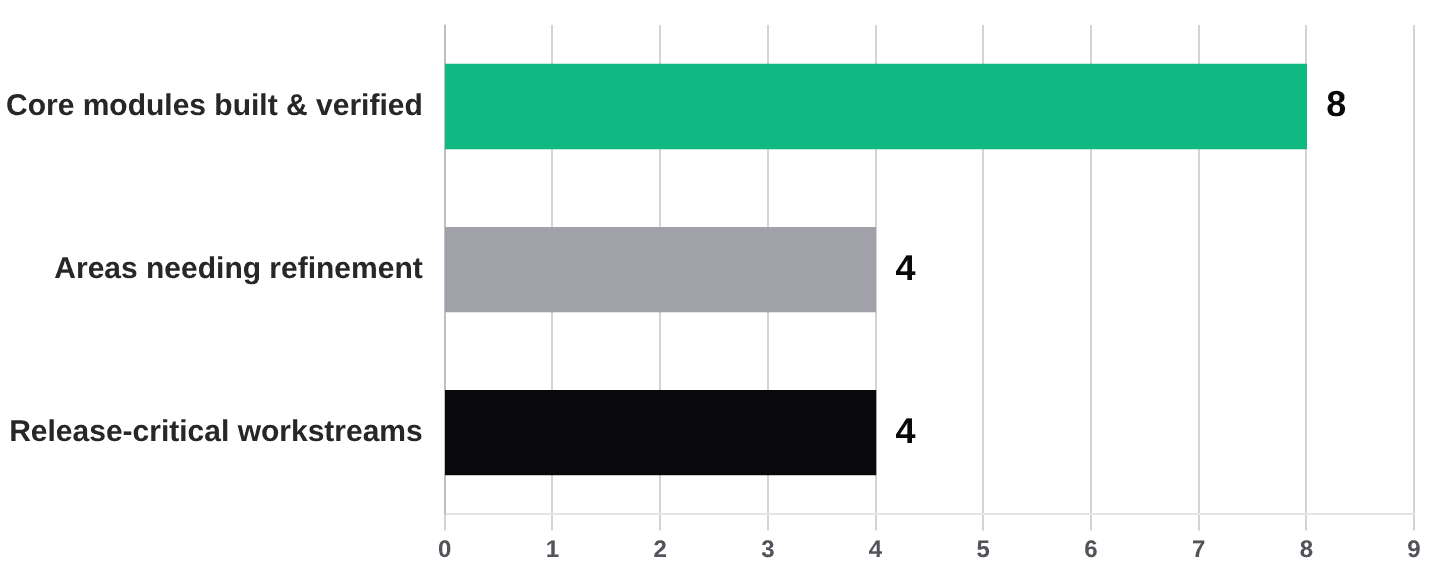 Core modules built & verified
8
Areas needing refinement
4
Release-critical workstreams
4
0 1 2 3 4 5 6 7 8 9